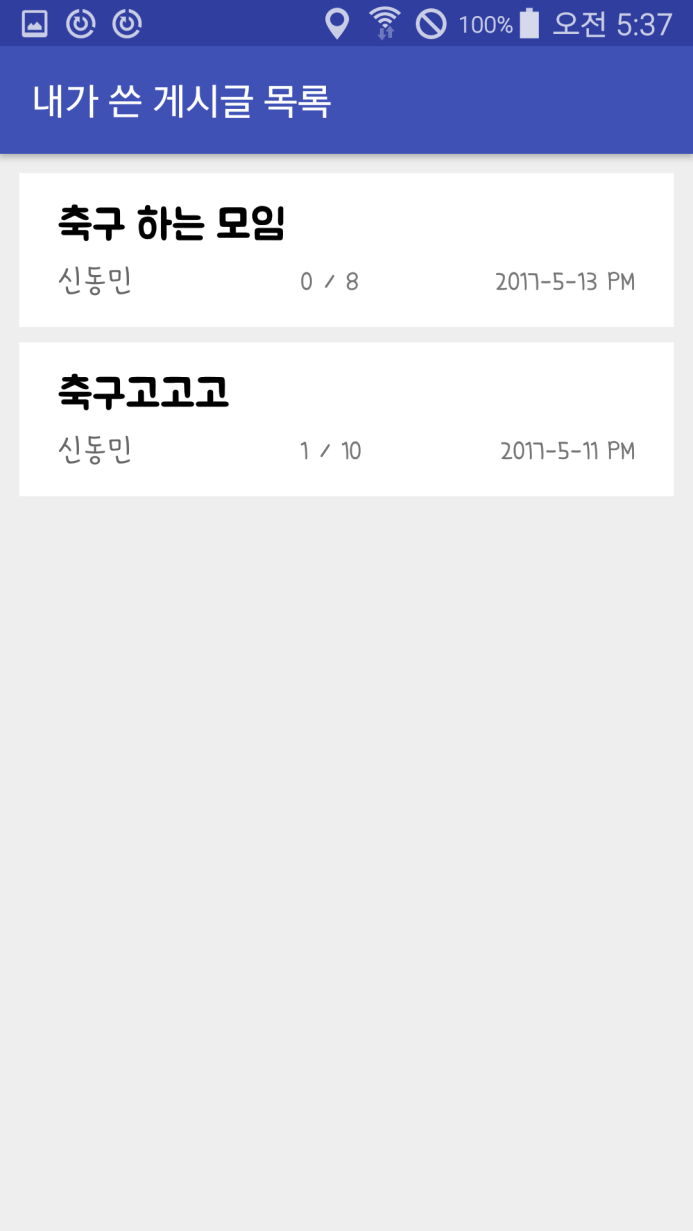 100% 오전 5:37
내가 쓴 게시글 목록
축구 하는 모임
신동민 0 / 8 2017-5-13 PM
축구고고고
신동민 1 / 10 2017-5-11 PM